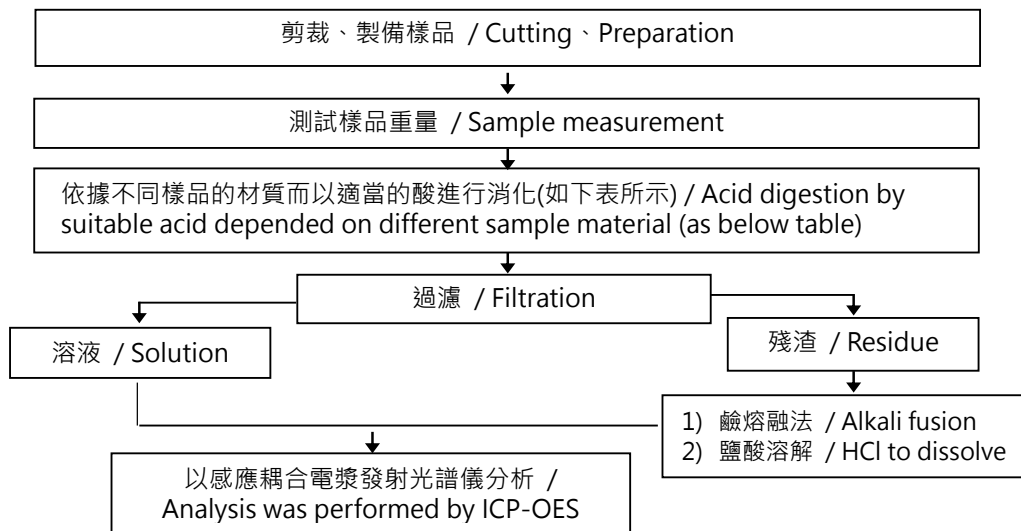 剪裁、製備樣品 / Cutting、Preparation
測試樣品重量 / Sample measurement
依據不同樣品的材質而以適當的酸進行消化(如下表所示) / Acid digestion by
suitable acid depended on different sample material (as below table)
過濾 / Filtration
溶液 / Solution
殘渣 / Residue
1) 鹼熔融法 / Alkali fusion
2) 鹽酸溶解 / HCl to dissolve
以感應耦合電漿發射光譜儀分析 /
Analysis was performed by ICP-OES